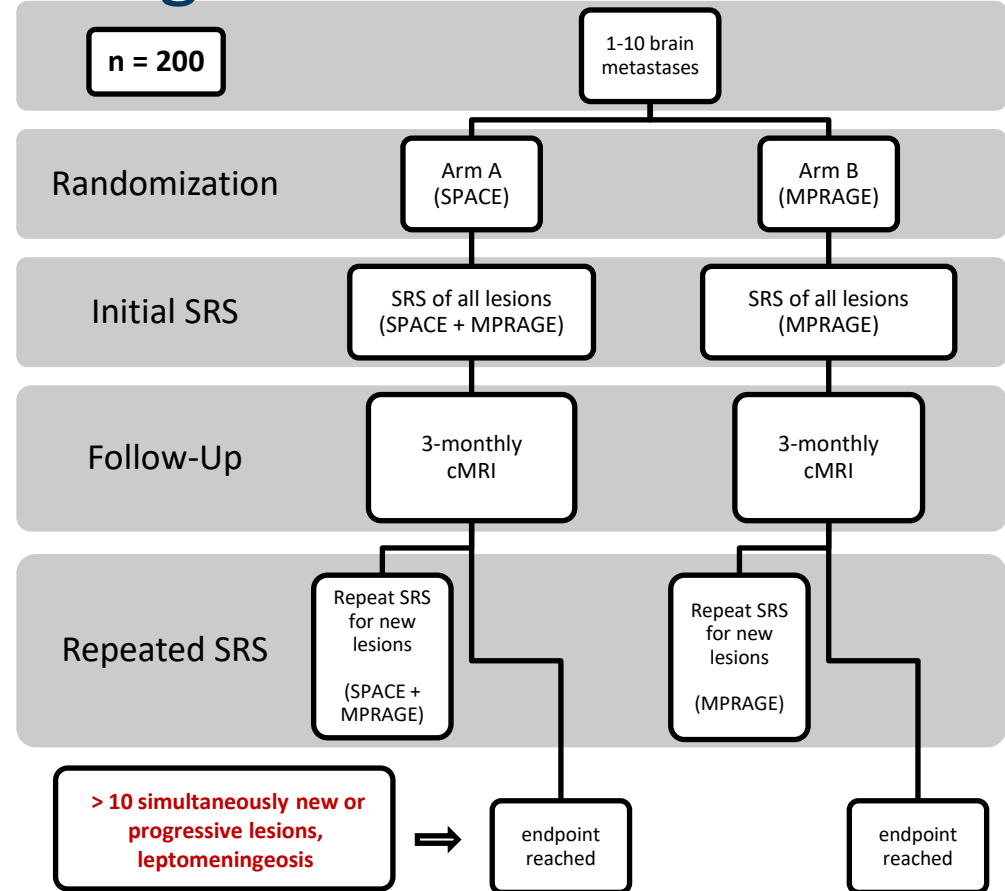 n = 200
1-10 brain
metastases
Randomization
Arm A
(SPACE)
Arm B
(MPRAGE)
Initial SRS
SRS of all lesions
(SPACE + MPRAGE)
SRS of all lesions
(MPRAGE)
Follow-Up
3-monthly
cMRI
3-monthly
cMRI
Repeated SRS
Repeat SRS
for new
lesions
(SPACE +
MPRAGE)
Repeat SRS
for new
lesions
(MPRAGE)
> 10 simultaneously new or
progressive lesions,
leptomeningeosis
endpoint
reached
endpoint
reached